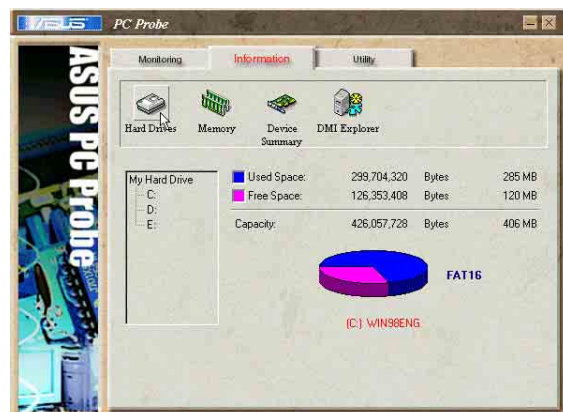 /ISUS PC Probe
ASUS PC Probe
Monitoring Information Utility
Hard Drives Memory Device Summary DMI Explorer
My Hard Drive
C:
D:
E:
Used Space: 299,704,320 Bytes 285 MB
Free Space: 126,353,408 Bytes 120 MB
Capacity: 426,057,728 Bytes 406 MB
FAT16
(C:) WIN98ENG